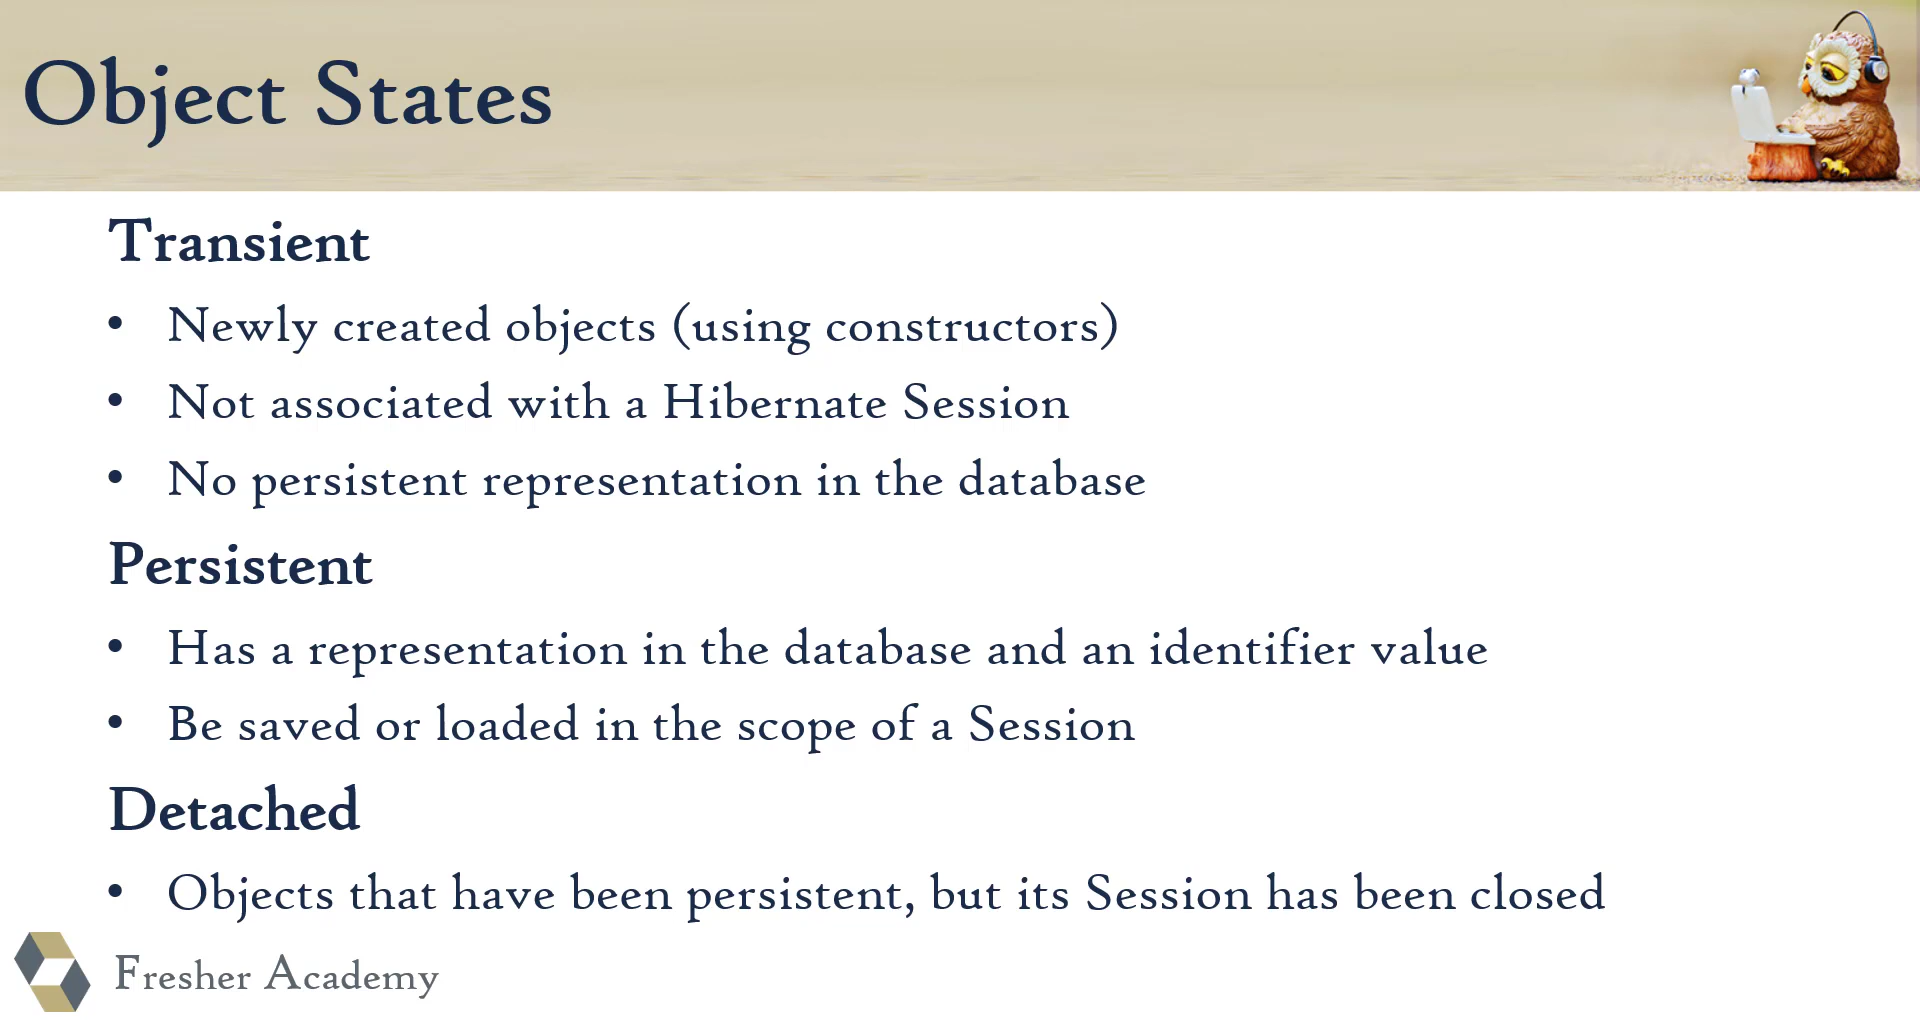 Object States
Transient
• Newly created objects (using constructors)
• Not associated with a Hibernate Session
• No persistent representation in the database
Persistent
• Has a representation in the database and an identifier value
• Be saved or loaded in the scope of a Session
Detached
• Objects that have been persistent, but its Session has been closed
Fresher Academy